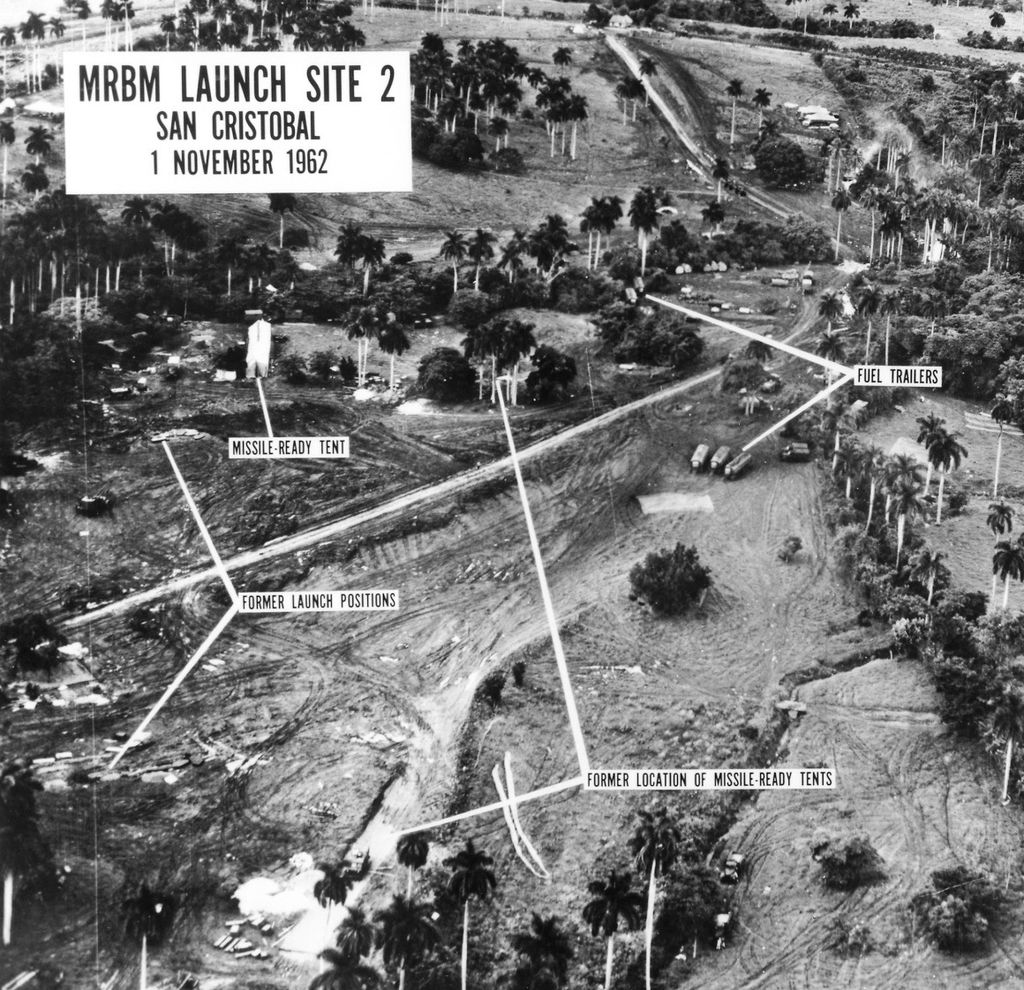 MRBM LAUNCH SITE 2
SAN CRISTOBAL
1 NOVEMBER 1962
FUEL TRAILERS
MISSILE-READY TENT
FORMER LAUNCH POSITIONS
FORMER LOCATION OF MISSILE-READY TENTS